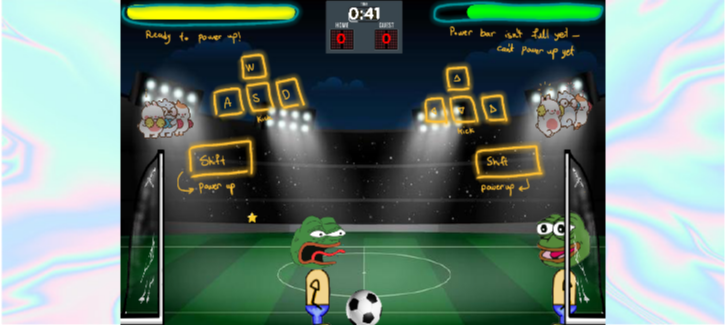 Ready to power up!
TIME
0:41
HOME GUEST
0 0
Power bar isn't full yet –
can't power up yet
W
A S D
Kick
Kick
Shift
power up
Shift
power up